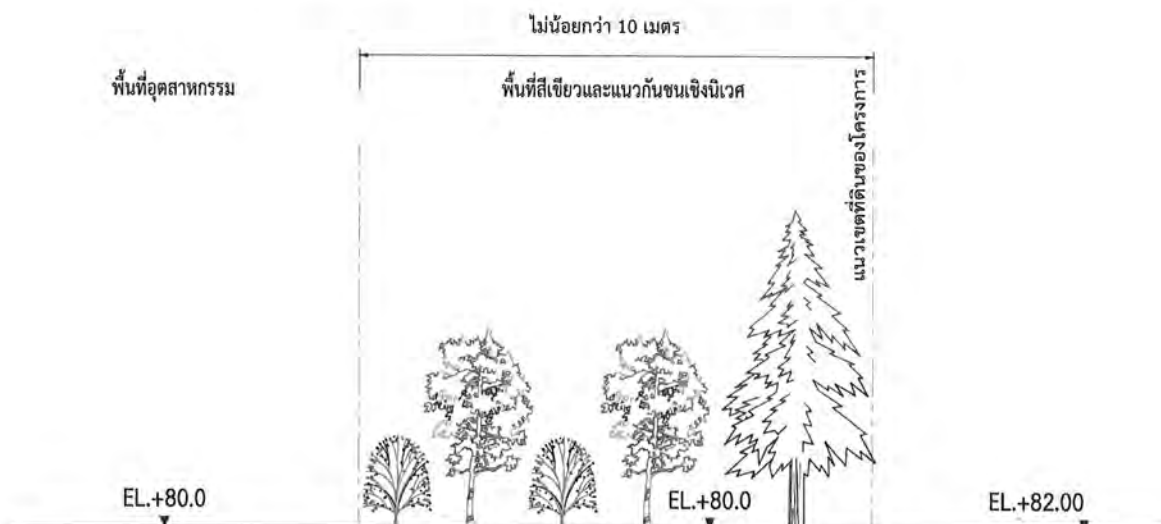 ไม่น้อยกว่า 10 เมตร
พื้นที่อุตสาหกรรม
พื้นที่สีเขียวและแนวกันชนเชิงนิเวศ
แนวเขตที่ดินของโครงการ
EL.+80.0
EL.+80.0
EL.+82.00